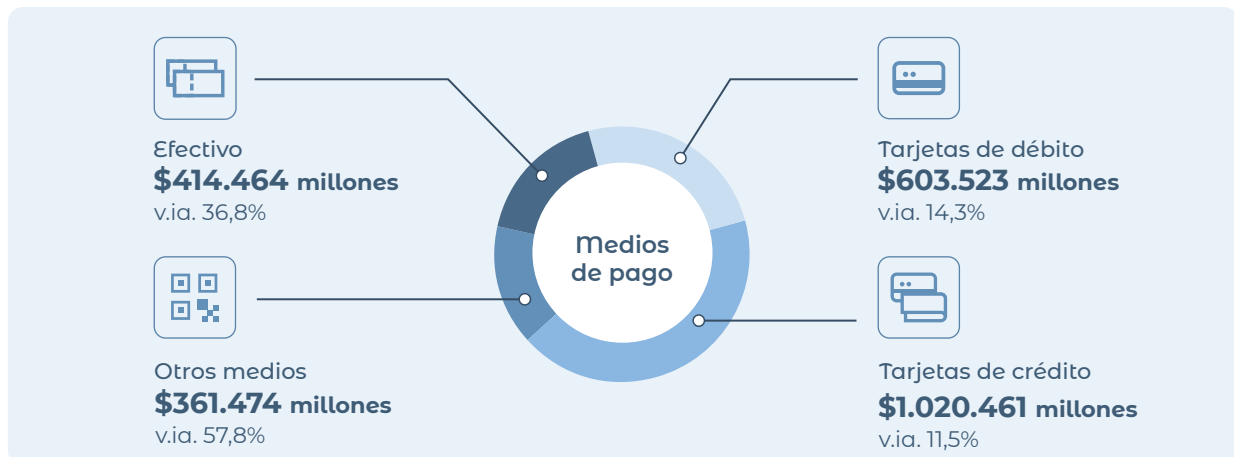 Efectivo
$414.464 millones
v.ia. 36,8%
Tarjetas de débito
$603.523 millones
v.ia. 14,3%
Medios
de pago
Otros medios
$361.474 millones
v.ia. 57,8%
Tarjetas de crédito
$1.020.461 millones
v.ia. 11,5%